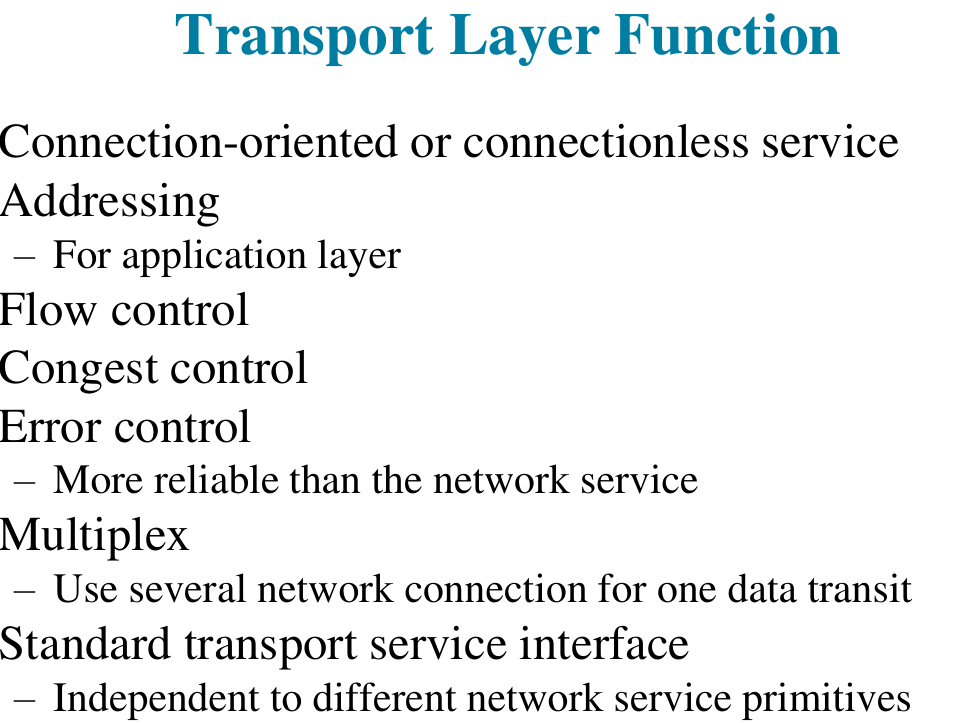 Transport Layer Function
Connection-oriented or connectionless service
Addressing
– For application layer
Flow control
Congest control
Error control
– More reliable than the network service
Multiplex
– Use several network connection for one data transit
Standard transport service interface
– Independent to different network service primitives